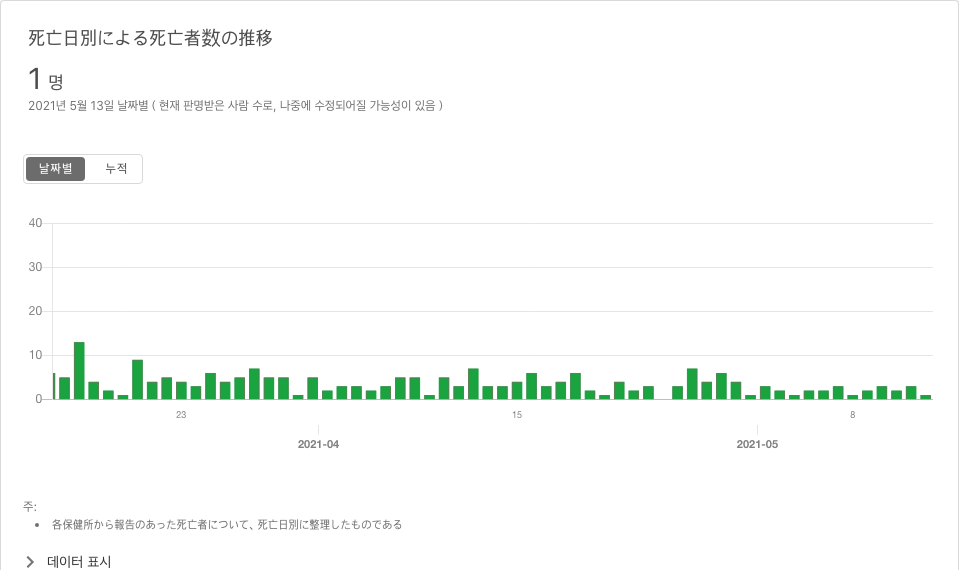 死亡日別による死亡者数の推移
1 명
2021년 5월 13일 날짜별 ( 현재 판명받은 사람 수로, 나중에 수정되어질 가능성이 있음 )
날짜별 누적
40
30
20
10
0
23 15 8
2021-04 2021-05
주:
• 各保健所から報告のあった死亡者について、死亡日別に整理したものである
데이터 표시